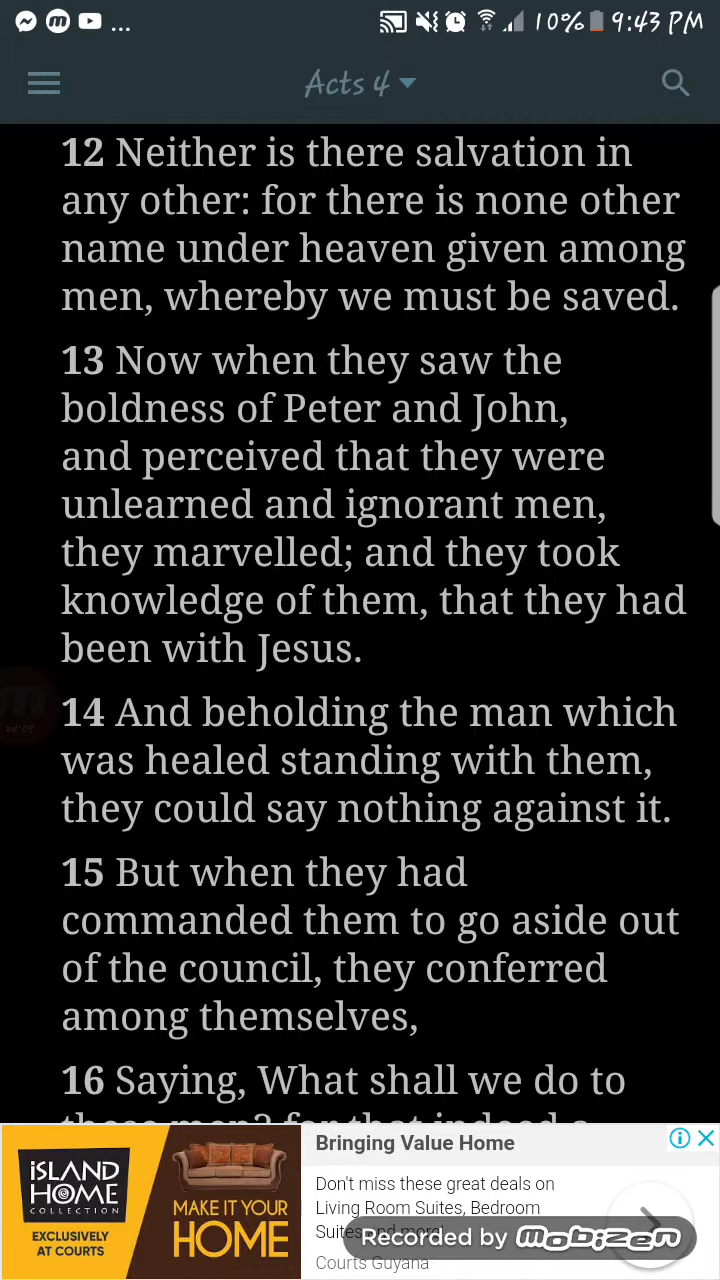 ... 10% 9:43 PM
Acts 4
12 Neither is there salvation in
any other: for there is none other
name under heaven given among
men, whereby we must be saved.
13 Now when they saw the
boldness of Peter and John,
and perceived that they were
unlearned and ignorant men,
they marvelled; and they took
knowledge of them, that they had
been with Jesus.
14 And beholding the man which
was healed standing with them,
they could say nothing against it.
15 But when they had
commanded them to go aside out
of the council, they conferred
among themselves,
16 Saying, What shall we do to
these men? for that indeed a
iSLAND
HOME
COLLECTION
EXCLUSIVELY
AT COURTS
MAKE IT YOUR
HOME
Bringing Value Home
Don't miss these great deals on
Living Room Suites, Bedroom
Suites and more!
Courts Guyana
Recorded by mobizen